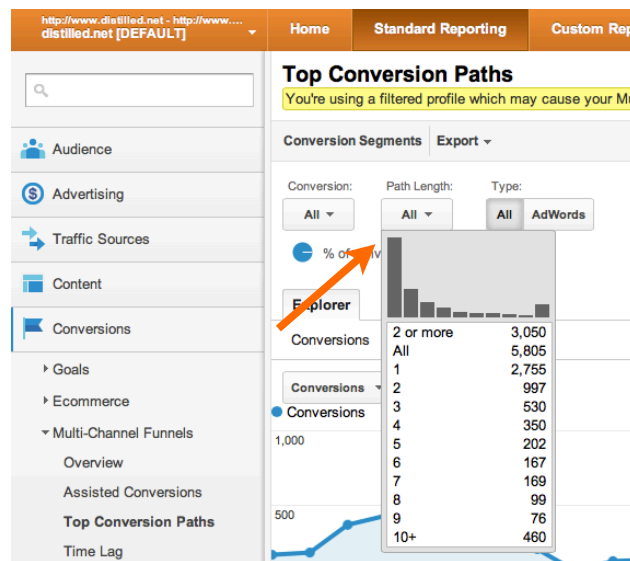 http://www.distilled.net - http://www....
distilled.net [DEFAULT]
Home
Standard Reporting
Custom Rep
Audience
Advertising
Traffic Sources
Content
Conversions
Goals
Ecommerce
Multi-Channel Funnels
Overview
Assisted Conversions
Top Conversion Paths
Time Lag
Top Conversion Paths
You're using a filtered profile which may cause your Mu
Conversion Segments Export
Conversion: Path Length: Type:
All All All AdWords
% of
Explorer
Conversions
Conversions
Conversions
1,000
500
2 or more 3,050
All 5,805
1 2,755
2 997
3 530
4 350
5 202
6 167
7 169
8 99
9 76
10+ 460